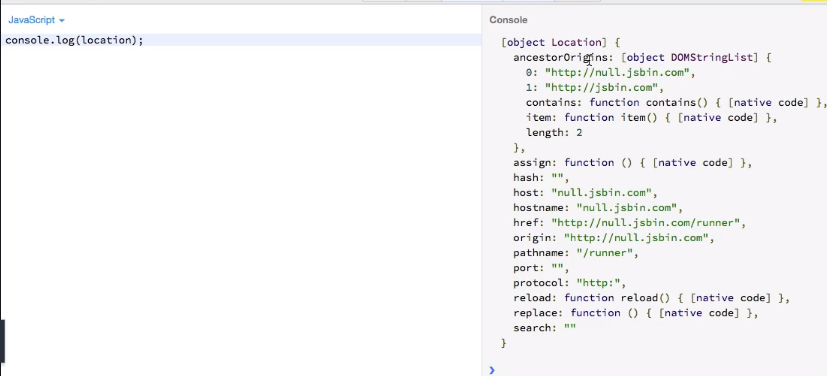 JavaScript
console.log(location);
Console
[object Location] {
ancestorOrigins: [object DOMStringList] {
0: "http://null.jsbin.com",
1: "http://jsbin.com",
contains: function contains() { [native code] },
item: function item() { [native code] },
length: 2
},
assign: function () { [native code] },
hash: "",
host: "null.jsbin.com",
hostname: "null.jsbin.com",
href: "http://null.jsbin.com/runner",
origin: "http://null.jsbin.com",
pathname: "/runner",
port: "",
protocol: "http:",
reload: function reload() { [native code] },
replace: function () { [native code] },
search: ""
}